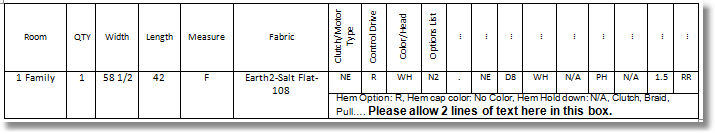 Room QTY Width Length Measure Fabric Clutch/Motor Type Control Drive Color/Head Options List ... ... ... ... ... ... ... ...
1 Family 1 58 1/2 42 F Earth2-Salt Flat-108 NE R WH N2 . NE D8 WH N/A PH N/A 1.5 RR
Hem Option: R, Hem cap color: No Color, Hem Hold down: N/A, Clutch, Braid,
Pull.... Please allow 2 lines of text here in this box.